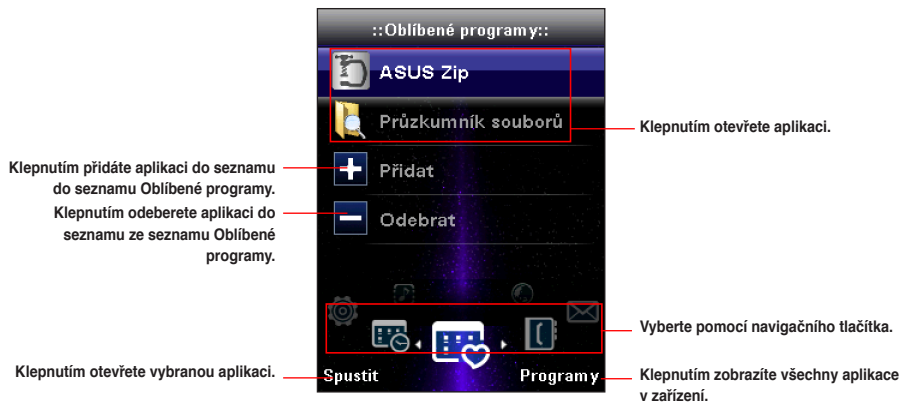 ::Oblíbené programy::
ASUS Zip
Průzkumník souborů
Klepnutím otevřete aplikaci.
Klepnutím přidáte aplikaci do seznamu
do seznamu Oblíbené programy.
Přidat
Klepnutím odeberete aplikaci do
seznamu ze seznamu Oblíbené
programy.
Odebrat
Vyberte pomocí navigačního tlačítka.
Klepnutím otevřete vybranou aplikaci.
Spustit
Programy
Klepnutím zobrazíte všechny aplikace
v zařízení.